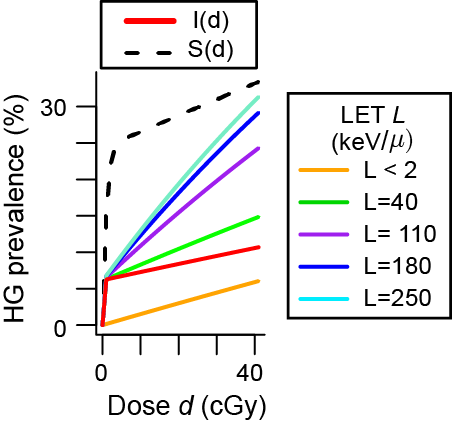 I(d)
S(d)
HG prevalence (%)
30
0
0
40
Dose d (cGy)
LET L
(keV/μ)
L < 2
L=40
L= 110
L=180
L=250